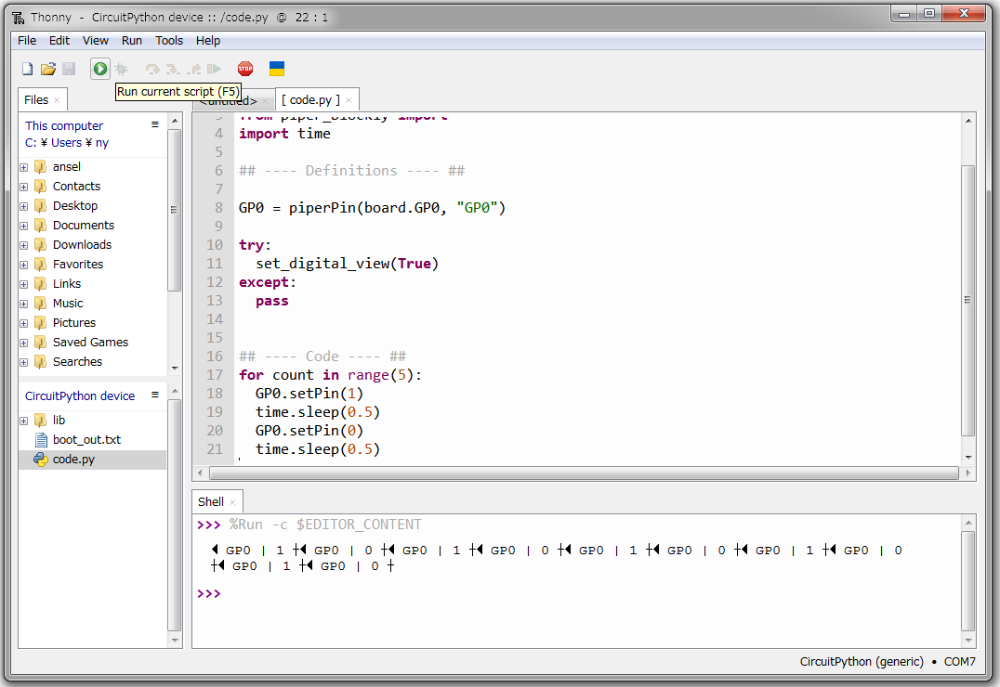 Thonny - CircuitPython device :: /code.py @ 22 : 1
File Edit View Run Tools Help
STOP
Run current script (F5)
Files
<untitled>
[ code.py ]
This computer
C: ¥ Users ¥ ny
ansel
Contacts
Desktop
Documents
Downloads
Favorites
Links
Music
Pictures
Saved Games
Searches
CircuitPython device
lib
boot_out.txt
code.py
3 from piper_blockly import
4 import time
5
6 ## ---- Definitions ---- ##
7
8 GP0 = piperPin(board.GP0, "GP0")
9
10 try:
11 set_digital_view(True)
12 except:
13 pass
14
15
16 ## ---- Code ---- ##
17 for count in range(5):
18 GP0.setPin(1)
19 time.sleep(0.5)
20 GP0.setPin(0)
21 time.sleep(0.5)
Shell
>>> %Run -c $EDITOR_CONTENT
◀ GP0 | 1 ┼◀ GP0 | 0 ┼◀ GP0 | 1 ┼◀ GP0 | 0 ┼◀ GP0 | 1 ┼◀ GP0 | 0 ┼◀ GP0 | 1 ┼◀ GP0 | 0
┼◀ GP0 | 1 ┼◀ GP0 | 0 ┼
>>>
CircuitPython (generic) • COM7